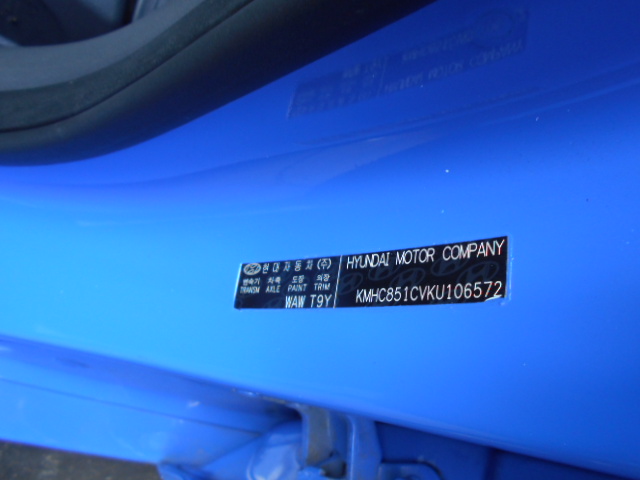 현대자동차(주)
HYUNDAI MOTOR COMPANY
변속기 차축 도장 의장
TRANSM AXLE PAINT TRIM
KMHC851CVKU106572
WAW T9Y